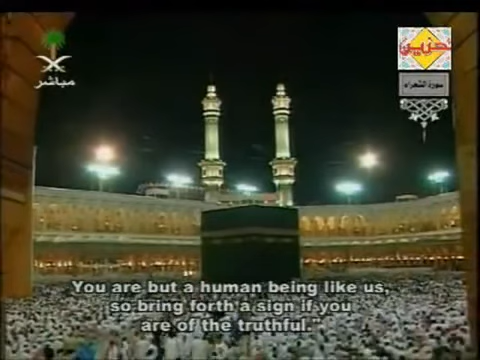 مباشر
سورة الشعراء
You are but a human being like us,
so bring forth a sign if you
are of the truthful."